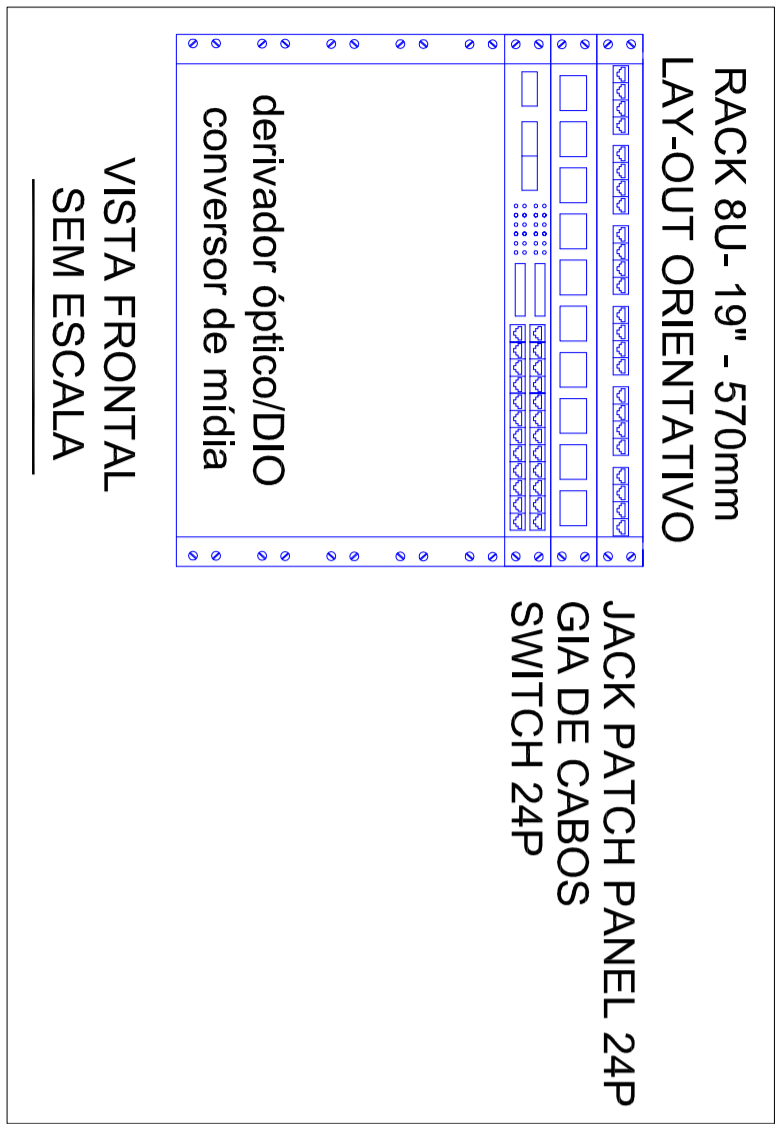 RACK 8U- 19" - 570mm
LAY-OUT ORIENTATIVO
JACK PATCH PANEL 24P
GIA DE CABOS
SWITCH 24P
derivador óptico/DIO
conversor de mídia
VISTA FRONTAL
SEM ESCALA